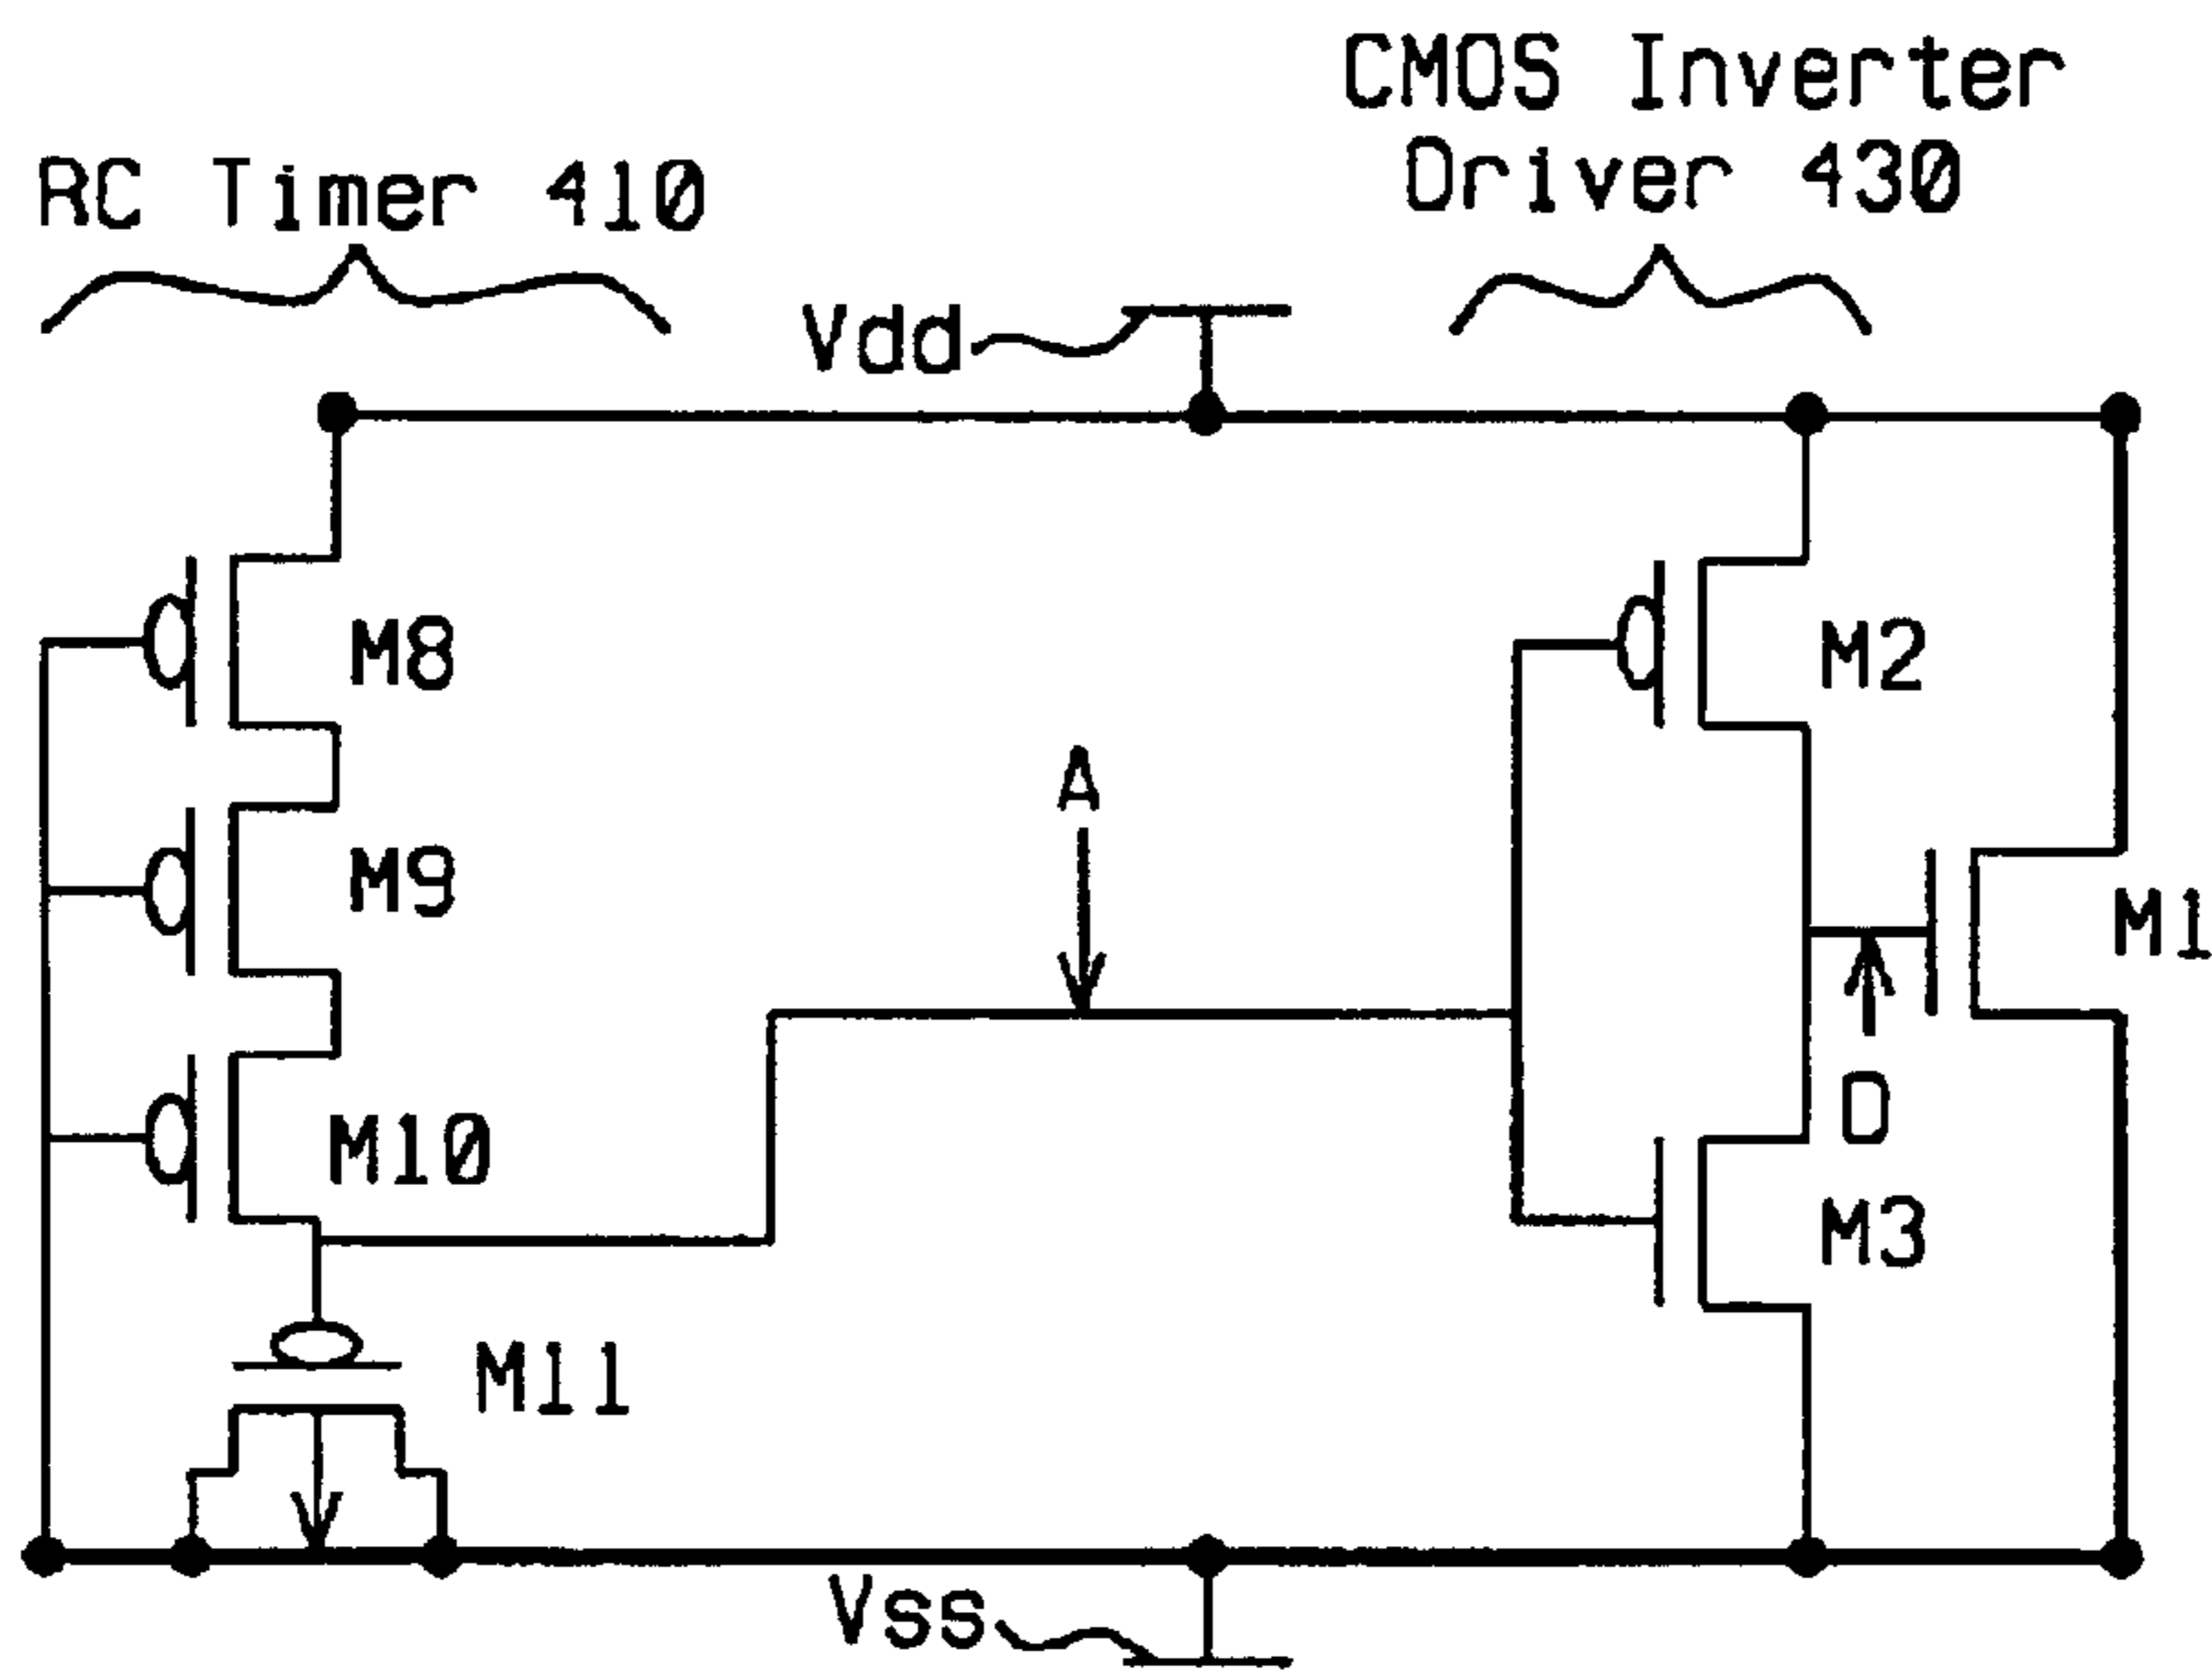 CMOS Inverter
Driver 430
RC Timer 410
Vdd
M8
M2
A
M9
M1
D
M10
M3
M11
Vss